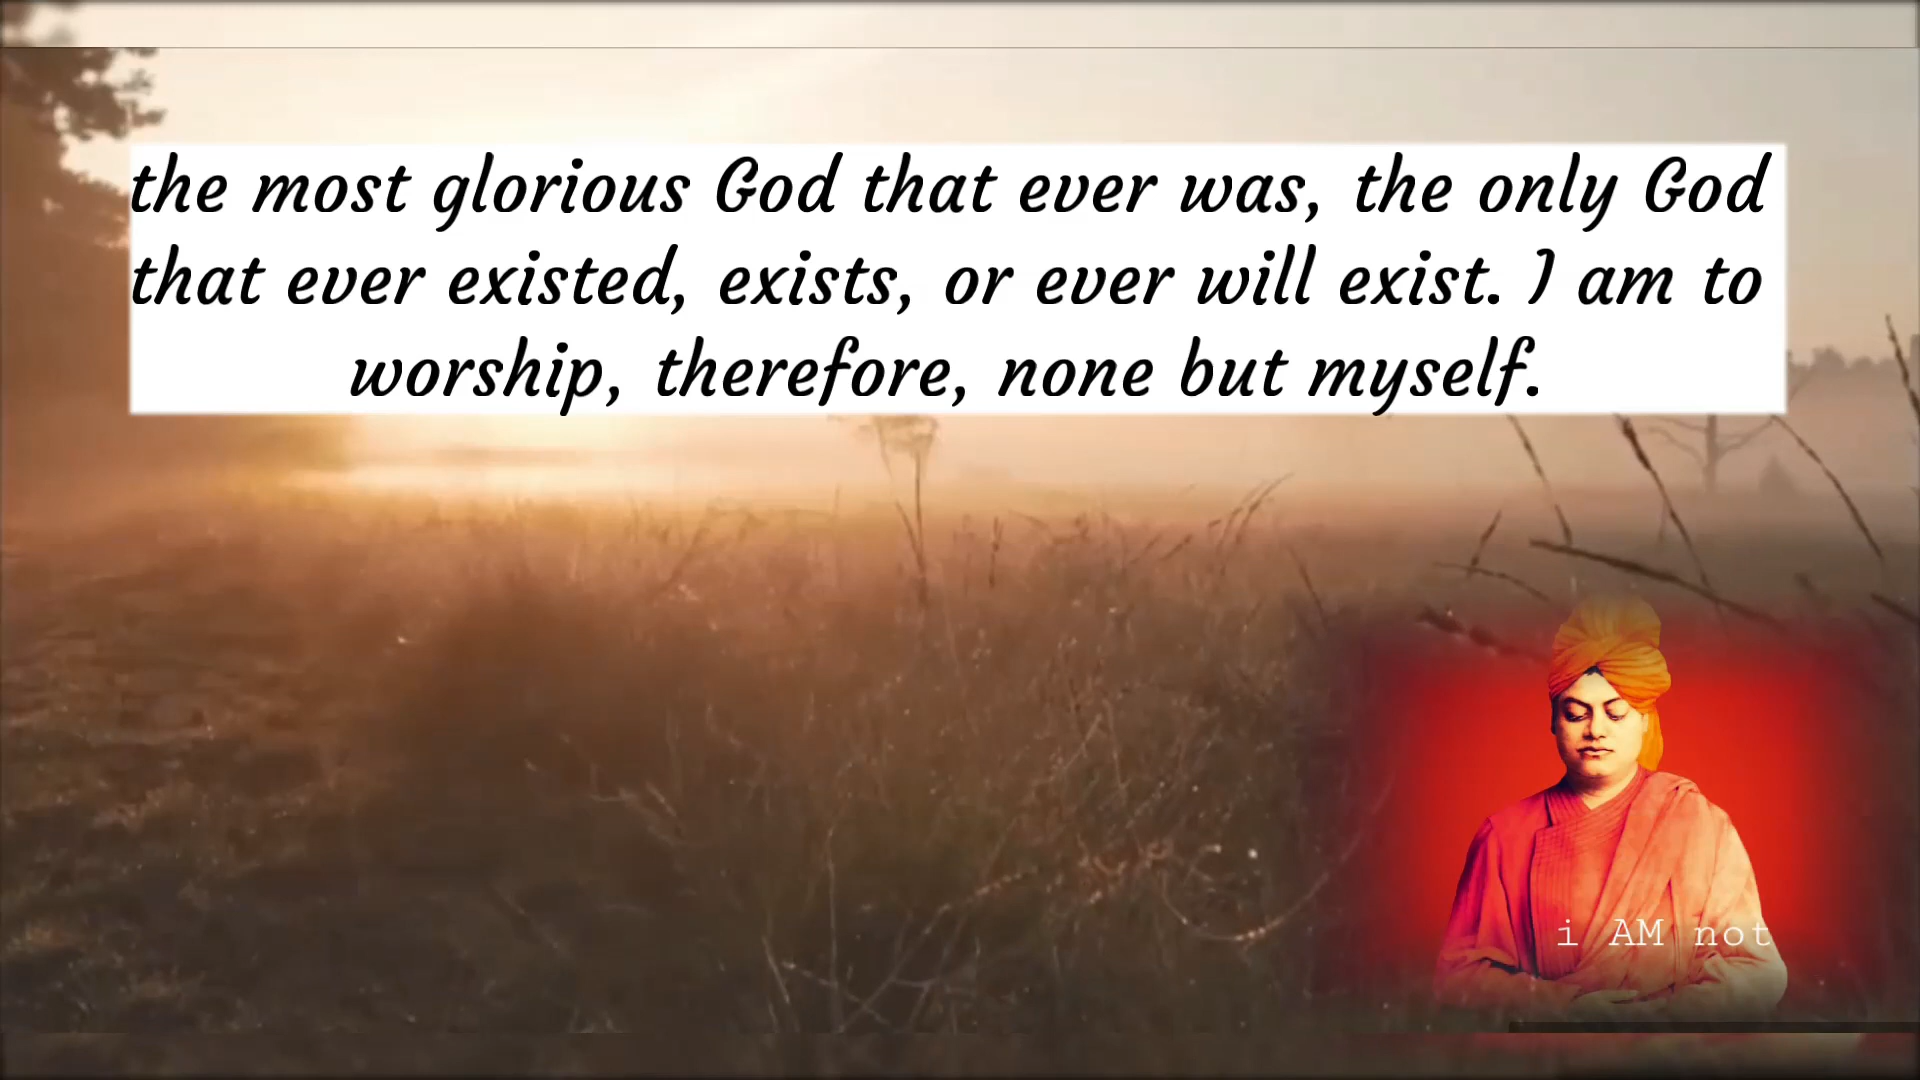 the most glorious God that ever was, the only God
that ever existed, exists, or ever will exist. I am to
worship, therefore, none but myself.
i AM not